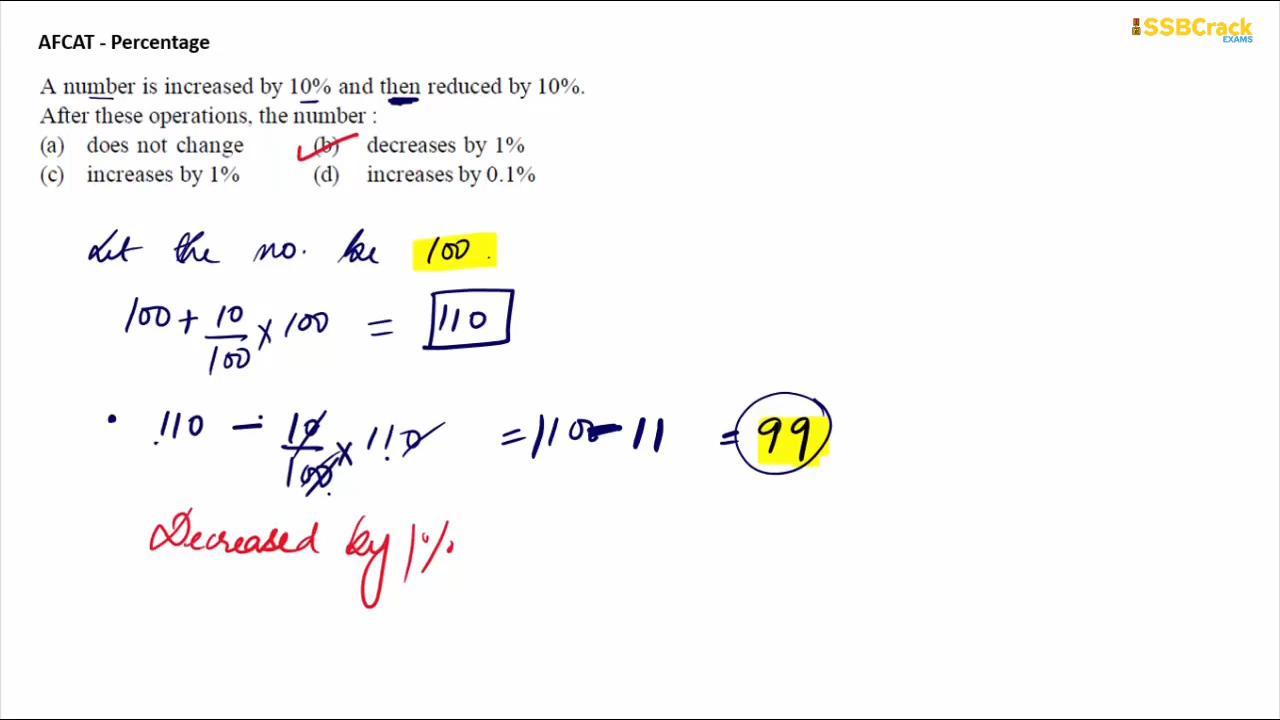 SSBCrack
EXAMS
AFCAT - Percentage
A number is increased by 10% and then reduced by 10%.
After these operations, the number :
(a) does not change (b) decreases by 1%
(c) increases by 1% (d) increases by 0.1%
Let the no. be 100.
100 + 10/100 × 100 = 110
110 - 10/100 × 110 = 110 - 11 = 99
Decreased by 1%